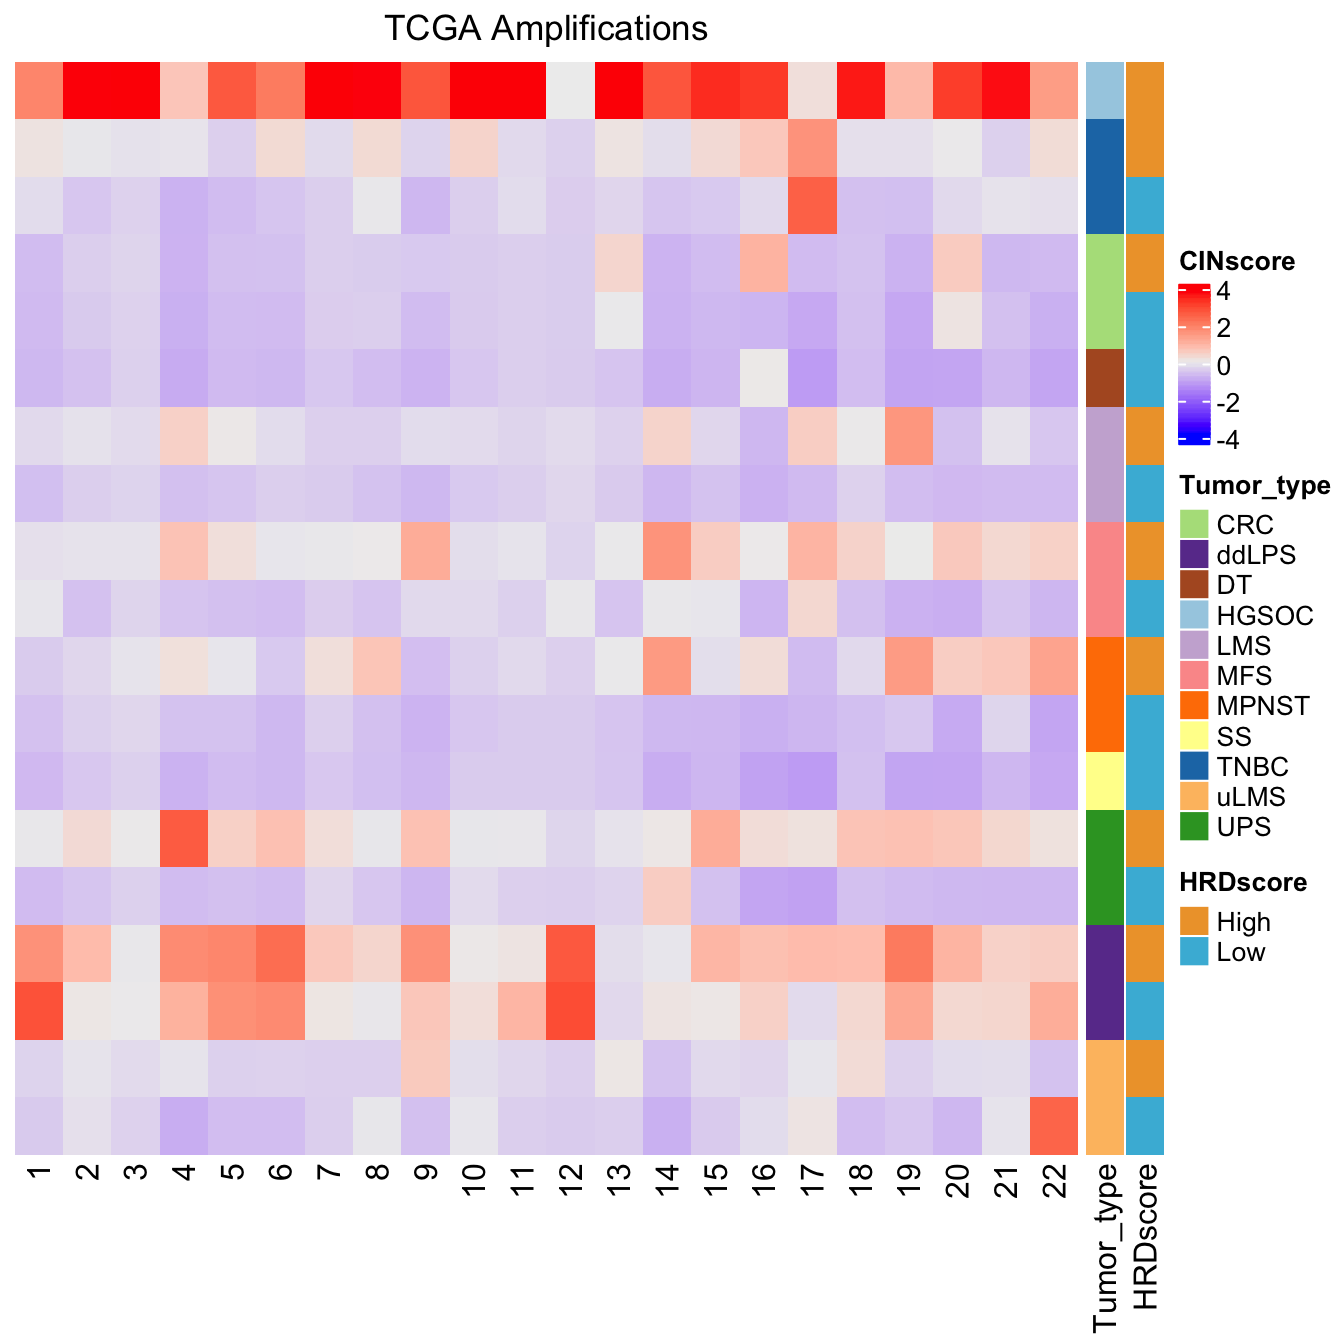 TCGA Amplifications
CINscore
4
2
0
-2
-4
Tumor_type
CRC
ddLPS
DT
HGSOC
LMS
MFS
MPNST
SS
TNBC
uLMS
UPS
HRDscore
High
Low
1 2 3 4 5 6 7 8 9 10 11 12 13 14 15 16 17 18 19 20 21 22
Tumor_type
HRDscore